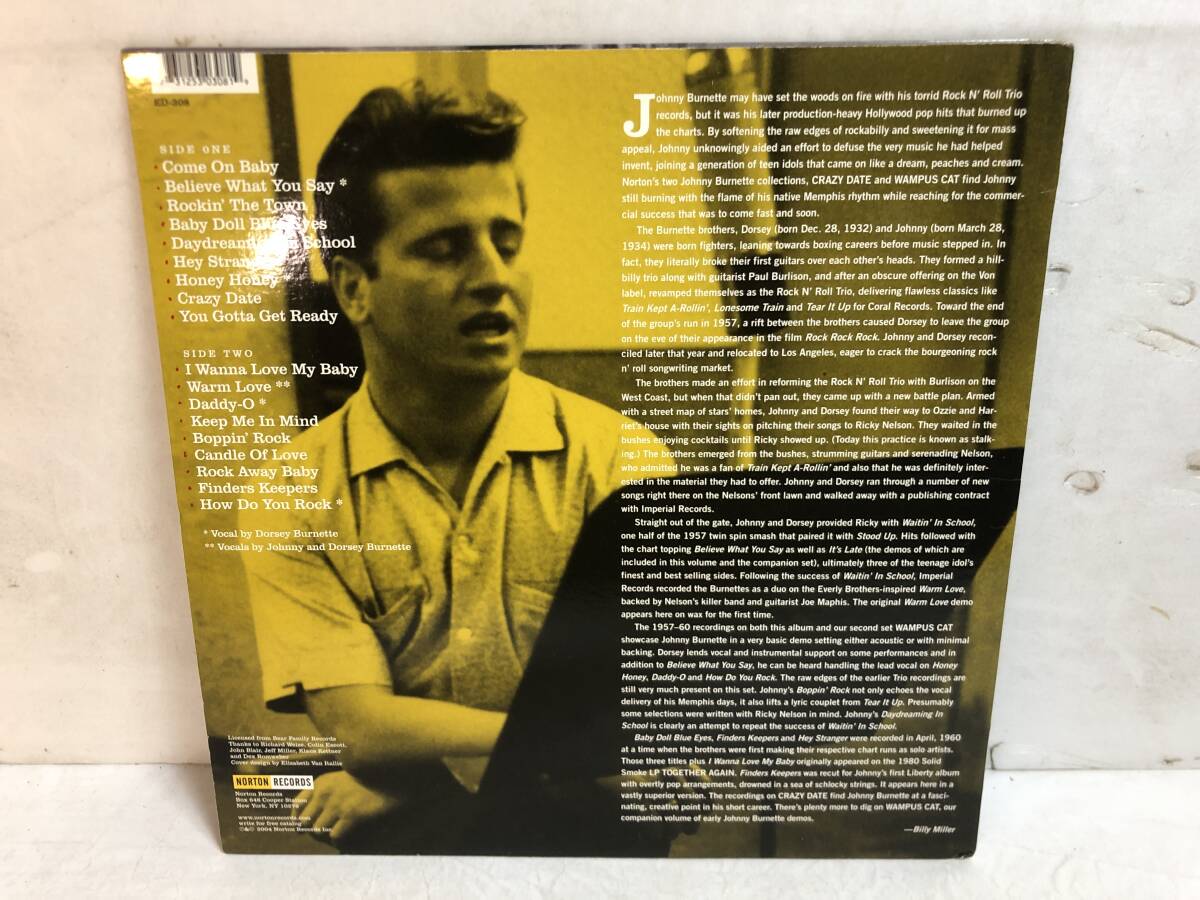 31253 03081
ED-308
SIDE ONE
Come On Baby
Believe What You Say *
Rockin' The Town
Baby Doll Blue Eyes
Daydreaming In School
Hey Stranger
Honey Honey *
Crazy Date
You Gotta Get Ready
SIDE TWO
I Wanna Love My Baby
Warm Love **
Daddy-O *
Keep Me In Mind
Boppin' Rock
Candle Of Love
Rock Away Baby
Finders Keepers
How Do You Rock *
* Vocal by Dorsey Burnette
** Vocals by Johnny and Dorsey Burnette
Licensed from Bear Family Records
Thanks to Richard Weize, Colin Escott,
John Blair, Jeff Miller, Klaus Kettner
and Dex Romweber
Cover design by Elizabeth Van Itallie
NORTON RECORDS
Norton Records
Box 646 Cooper Station
New York, NY 10276
www.nortonrecords.com
write for free catalog
©&℗ 2004 Norton Records Inc.
Johnny Burnette may have set the woods on fire with his torrid Rock N' Roll Trio
records, but it was his later production-heavy Hollywood pop hits that burned up
the charts. By softening the raw edges of rockabilly and sweetening it for mass
appeal, Johnny unknowingly aided an effort to defuse the very music he had helped
invent, joining a generation of teen idols that came on like a dream, peaches and cream.
Norton's two Johnny Burnette collections, CRAZY DATE and WAMPUS CAT find Johnny
still burning with the flame of his native Memphis rhythm while reaching for the commer-
cial success that was to come fast and soon.
The Burnette brothers, Dorsey (born Dec. 28, 1932) and Johnny (born March 28,
1934) were born fighters, leaning towards boxing careers before music stepped in. In
fact, they literally broke their first guitars over each other's heads. They formed a hill-
billy trio along with guitarist Paul Burlison, and after an obscure offering on the Von
label, revamped themselves as the Rock N' Roll Trio, delivering flawless classics like
Train Kept A-Rollin', Lonesome Train and Tear It Up for Coral Records. Toward the end
of the group's run in 1957, a rift between the brothers caused Dorsey to leave the group
on the eve of their appearance in the film Rock Rock Rock. Johnny and Dorsey recon-
ciled later that year and relocated to Los Angeles, eager to crack the bourgeoning rock
n' roll songwriting market.
The brothers made an effort in reforming the Rock N' Roll Trio with Burlison on the
West Coast, but when that didn't pan out, they came up with a new battle plan. Armed
with a street map of stars' homes, Johnny and Dorsey found their way to Ozzie and Har-
riet's house with their sights on pitching their songs to Ricky Nelson. They waited in the
bushes enjoying cocktails until Ricky showed up. (Today this practice is known as stalk-
ing.) The brothers emerged from the bushes, strumming guitars and serenading Nelson,
who admitted he was a fan of Train Kept A-Rollin' and also that he was definitely inter-
ested in the material they had to offer. Johnny and Dorsey ran through a number of new
songs right there on the Nelsons' front lawn and walked away with a publishing contract
with Imperial Records.
Straight out of the gate, Johnny and Dorsey provided Ricky with Waitin' In School,
one half of the 1957 twin spin smash that paired it with Stood Up. Hits followed with
the chart topping Believe What You Say as well as It's Late (the demos of which are
included in this volume and the companion set), ultimately three of the teenage idol's
finest and best selling sides. Following the success of Waitin' In School, Imperial
Records recorded the Burnettes as a duo on the Everly Brothers-inspired Warm Love,
backed by Nelson's killer band and guitarist Joe Maphis. The original Warm Love demo
appears here on wax for the first time.
The 1957–60 recordings on both this album and our second set WAMPUS CAT
showcase Johnny Burnette in a very basic demo setting either acoustic or with minimal
backing. Dorsey lends vocal and instrumental support on some performances and in
addition to Believe What You Say, he can be heard handling the lead vocal on Honey
Honey, Daddy-O and How Do You Rock. The raw edges of the earlier Trio recordings are
still very much present on this set. Johnny's Boppin' Rock not only echoes the vocal
delivery of his Memphis days, it also lifts a lyric couplet from Tear It Up. Presumably
some selections were written with Ricky Nelson in mind. Johnny's Daydreaming In
School is clearly an attempt to repeat the success of Waitin' In School.
Baby Doll Blue Eyes, Finders Keepers and Hey Stranger were recorded in April, 1960
at a time when the brothers were first making their respective chart runs as solo artists.
Those three titles plus I Wanna Love My Baby originally appeared on the 1980 Solid
Smoke LP TOGETHER AGAIN. Finders Keepers was recut for Johnny's first Liberty album
with overtly pop arrangements, drowned in a sea of schlocky strings. It appears here in a
vastly superior version. The recordings on CRAZY DATE find Johnny Burnette at a fasci-
nating, creative point in his short career. There's plenty more to dig on WAMPUS CAT, our
companion volume of early Johnny Burnette demos.
—Billy Miller